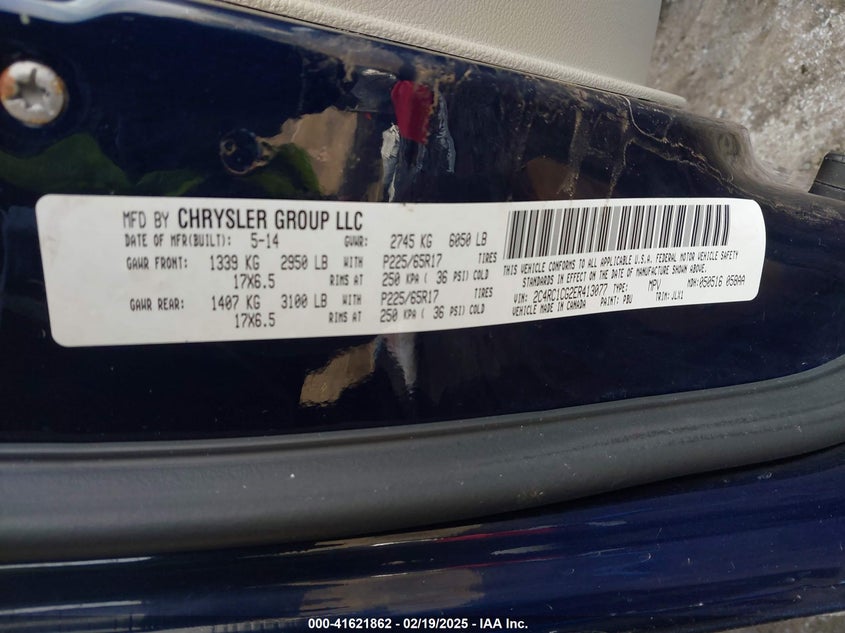 MFD BY CHRYSLER GROUP LLC
DATE OF MFR(BUILT): 5-14 GVWR: 2745 KG 6050 LB
GAWR FRONT: 1339 KG 2950 LB WITH P225/65R17 TIRES
17X6.5 RIMS AT 250 KPA ( 36 PSI) COLD
GAWR REAR: 1407 KG 3100 LB WITH P225/65R17 TIRES
17X6.5 RIMS AT 250 KPA ( 36 PSI) COLD
THIS VEHICLE CONFORMS TO ALL APPLICABLE U.S.A. FEDERAL MOTOR VEHICLE SAFETY
STANDARDS IN EFFECT ON THE DATE OF MANUFACTURE SHOWN ABOVE.
VIN: 2C4RC1CG2ER413077 TYPE: MPV MDH: 050516 058AA
VEHICLE MADE IN CANADA PAINT: PBU TRIM: JLX1
000-41621862 - 02/19/2025 - IAA Inc.